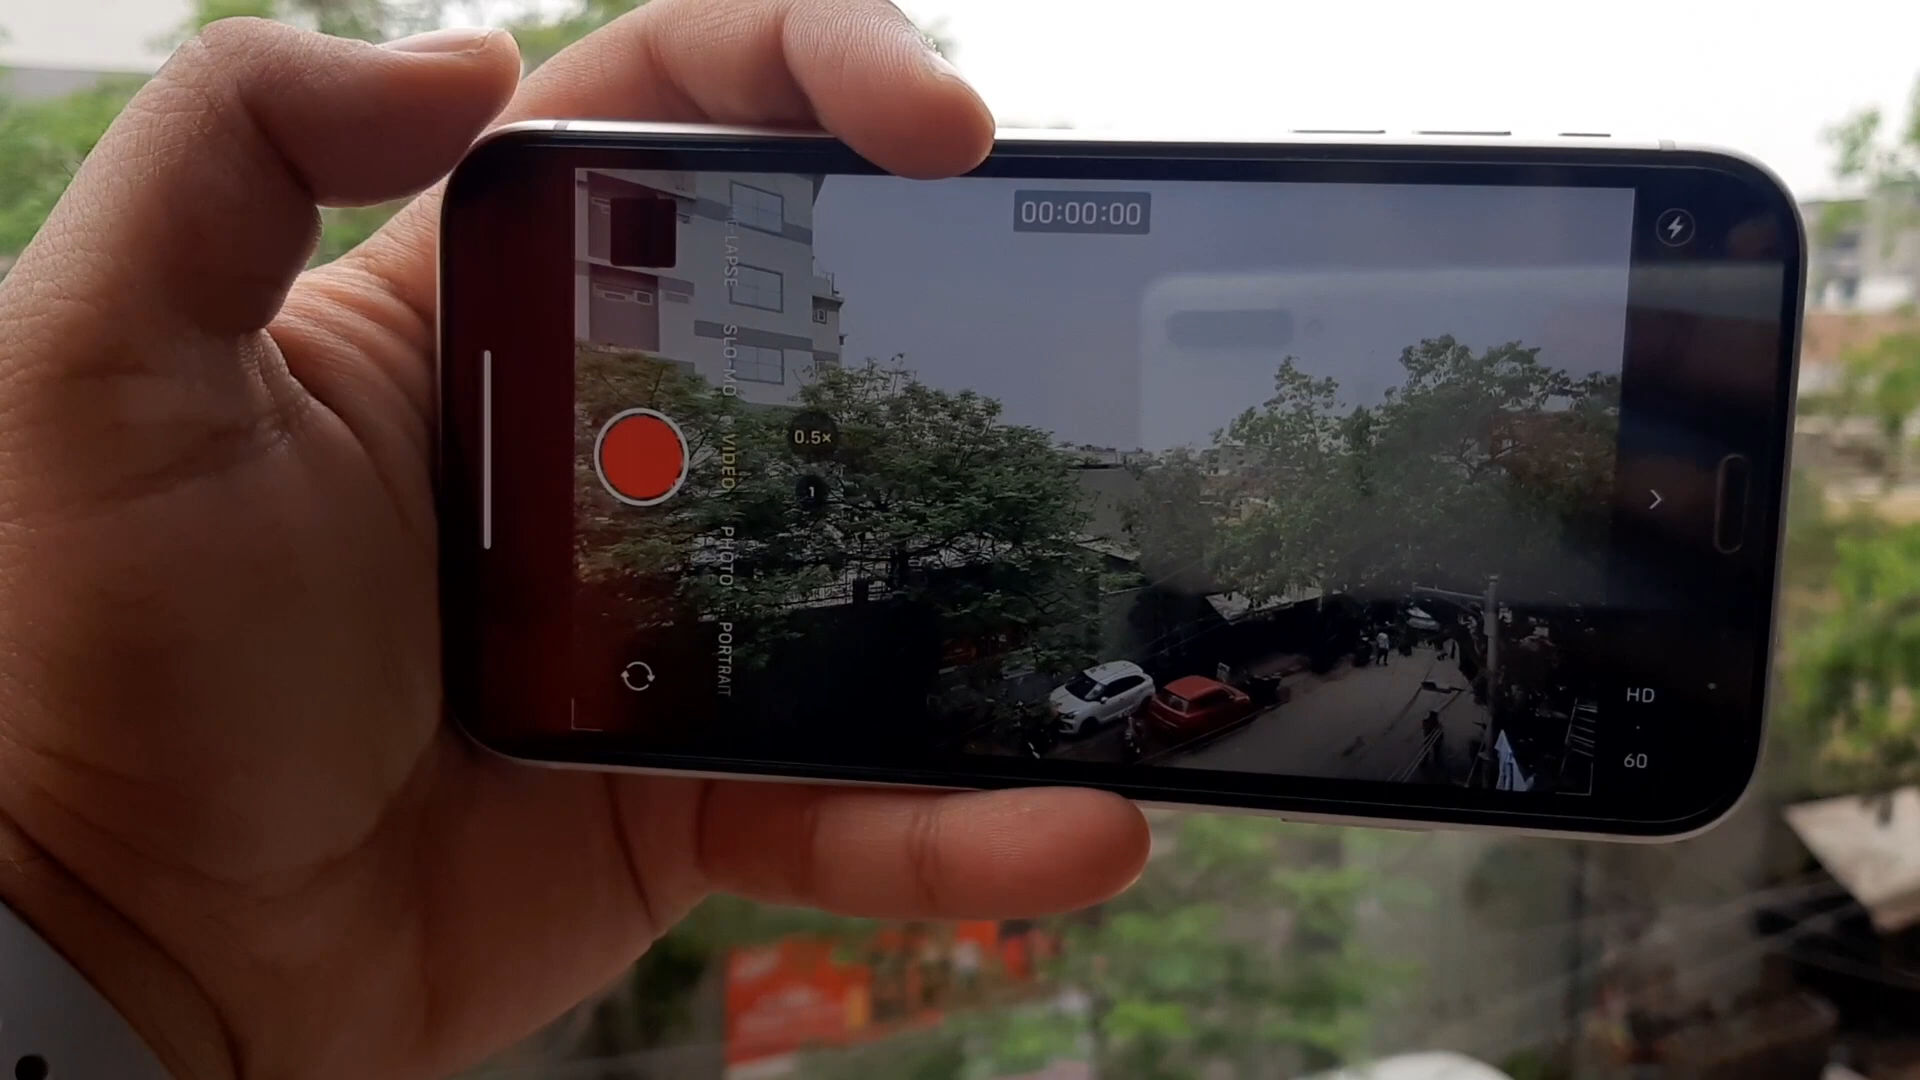 00:00:00
-LAPSE
SLO-MO
VIDEO
PHOTO
PORTRAIT
0.5×
1
HD
60